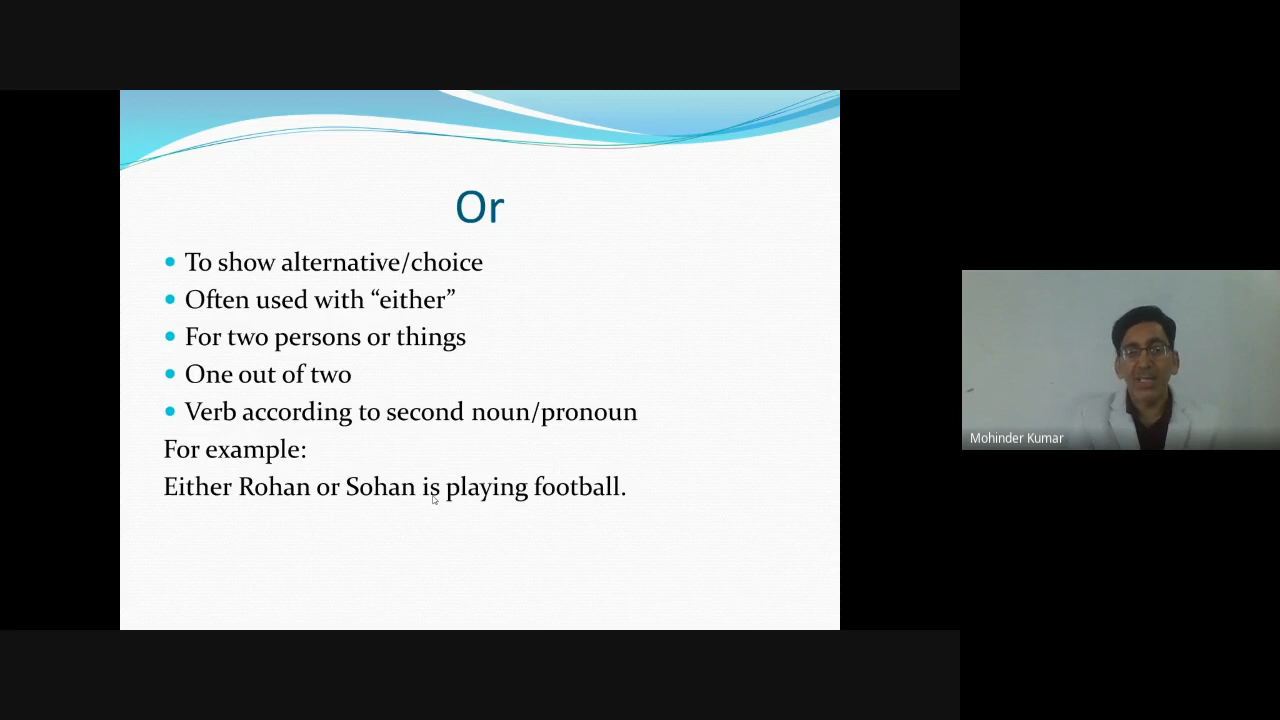 Or
To show alternative/choice
Often used with “either”
For two persons or things
One out of two
Verb according to second noun/pronoun
For example:
Either Rohan or Sohan is playing football.
Mohinder Kumar